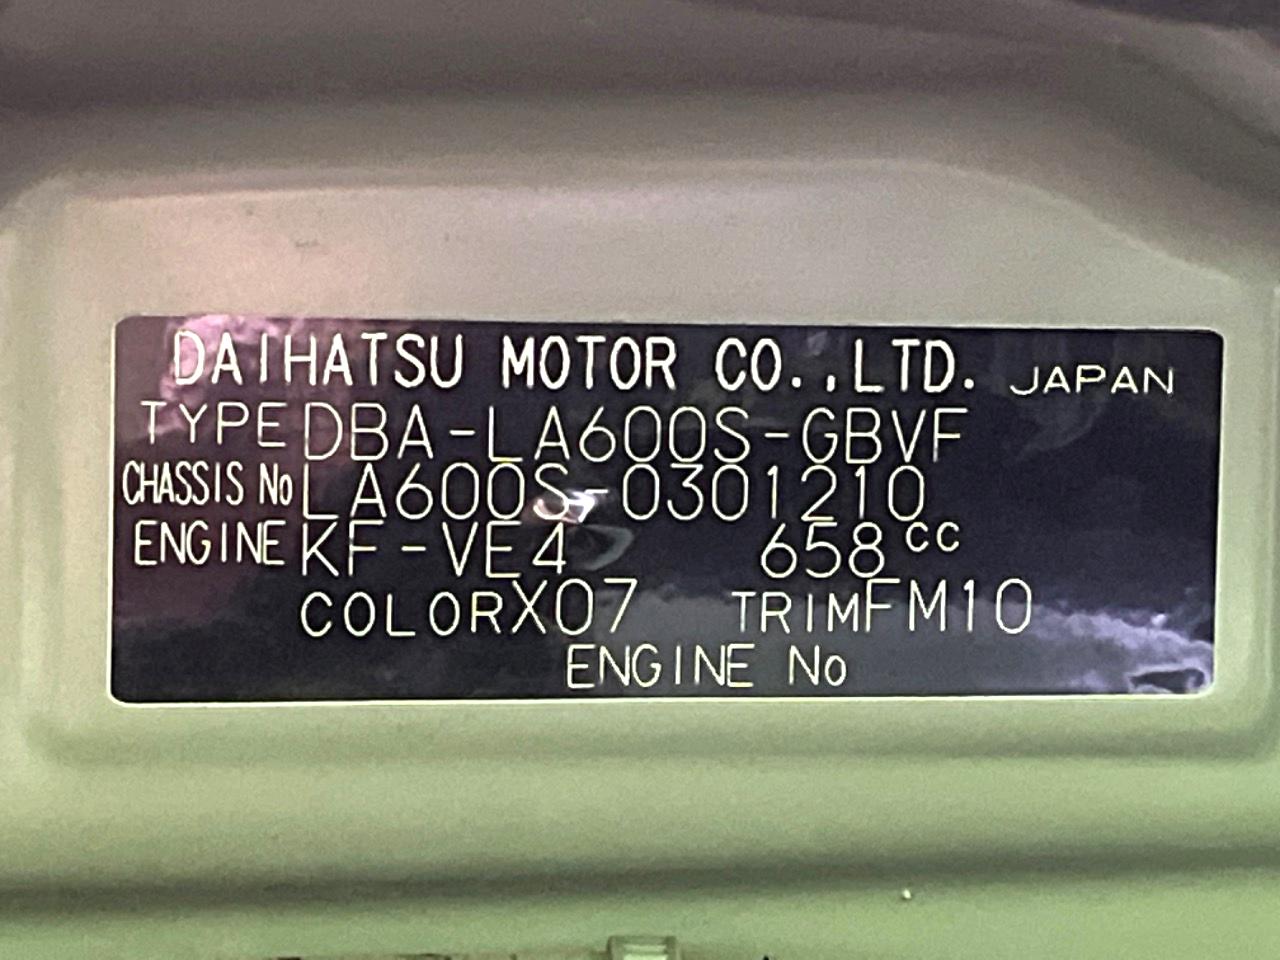 DAIHATSU MOTOR CO.,LTD. JAPAN
TYPE DBA-LA600S-GBVF
CHASSIS No LA600S-0301210
ENGINE KF-VE4 658cc
COLOR X07 TRIM FM10
ENGINE No